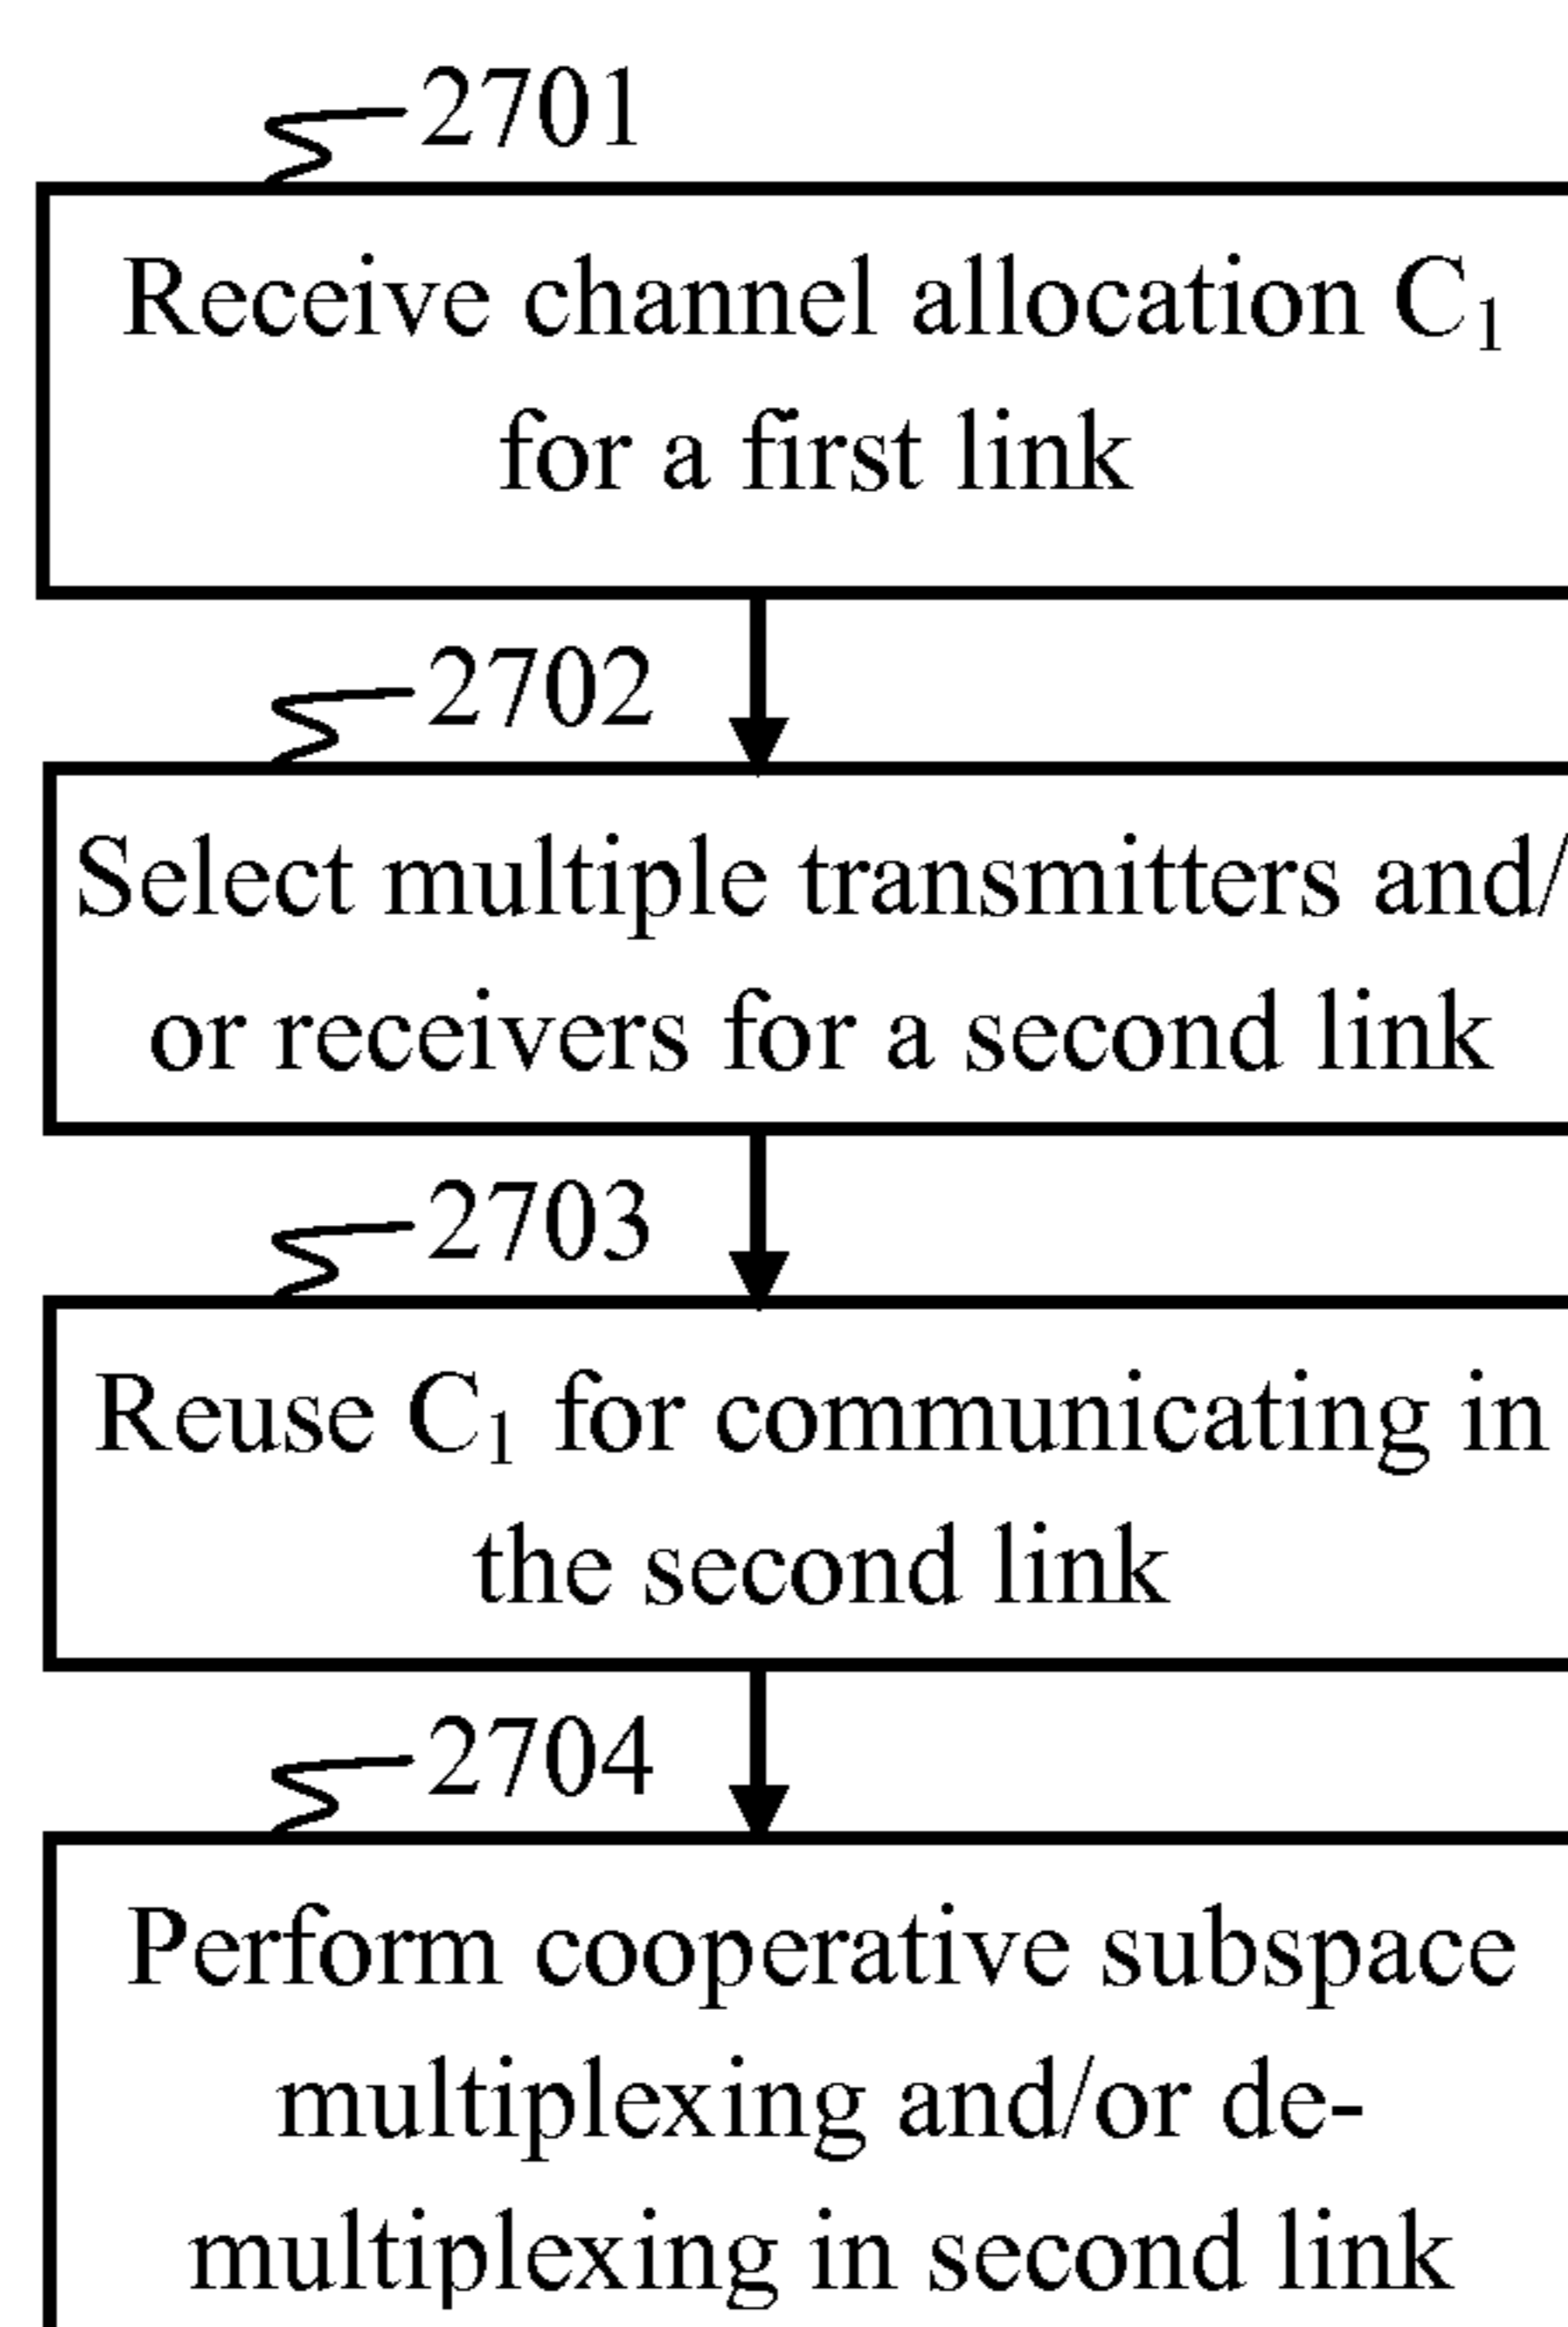 2701
Receive channel allocation C₁
for a first link
2702
Select multiple transmitters and/
or receivers for a second link
2703
Reuse C₁ for communicating in
the second link
2704
Perform cooperative subspace
multiplexing and/or de-
multiplexing in second link